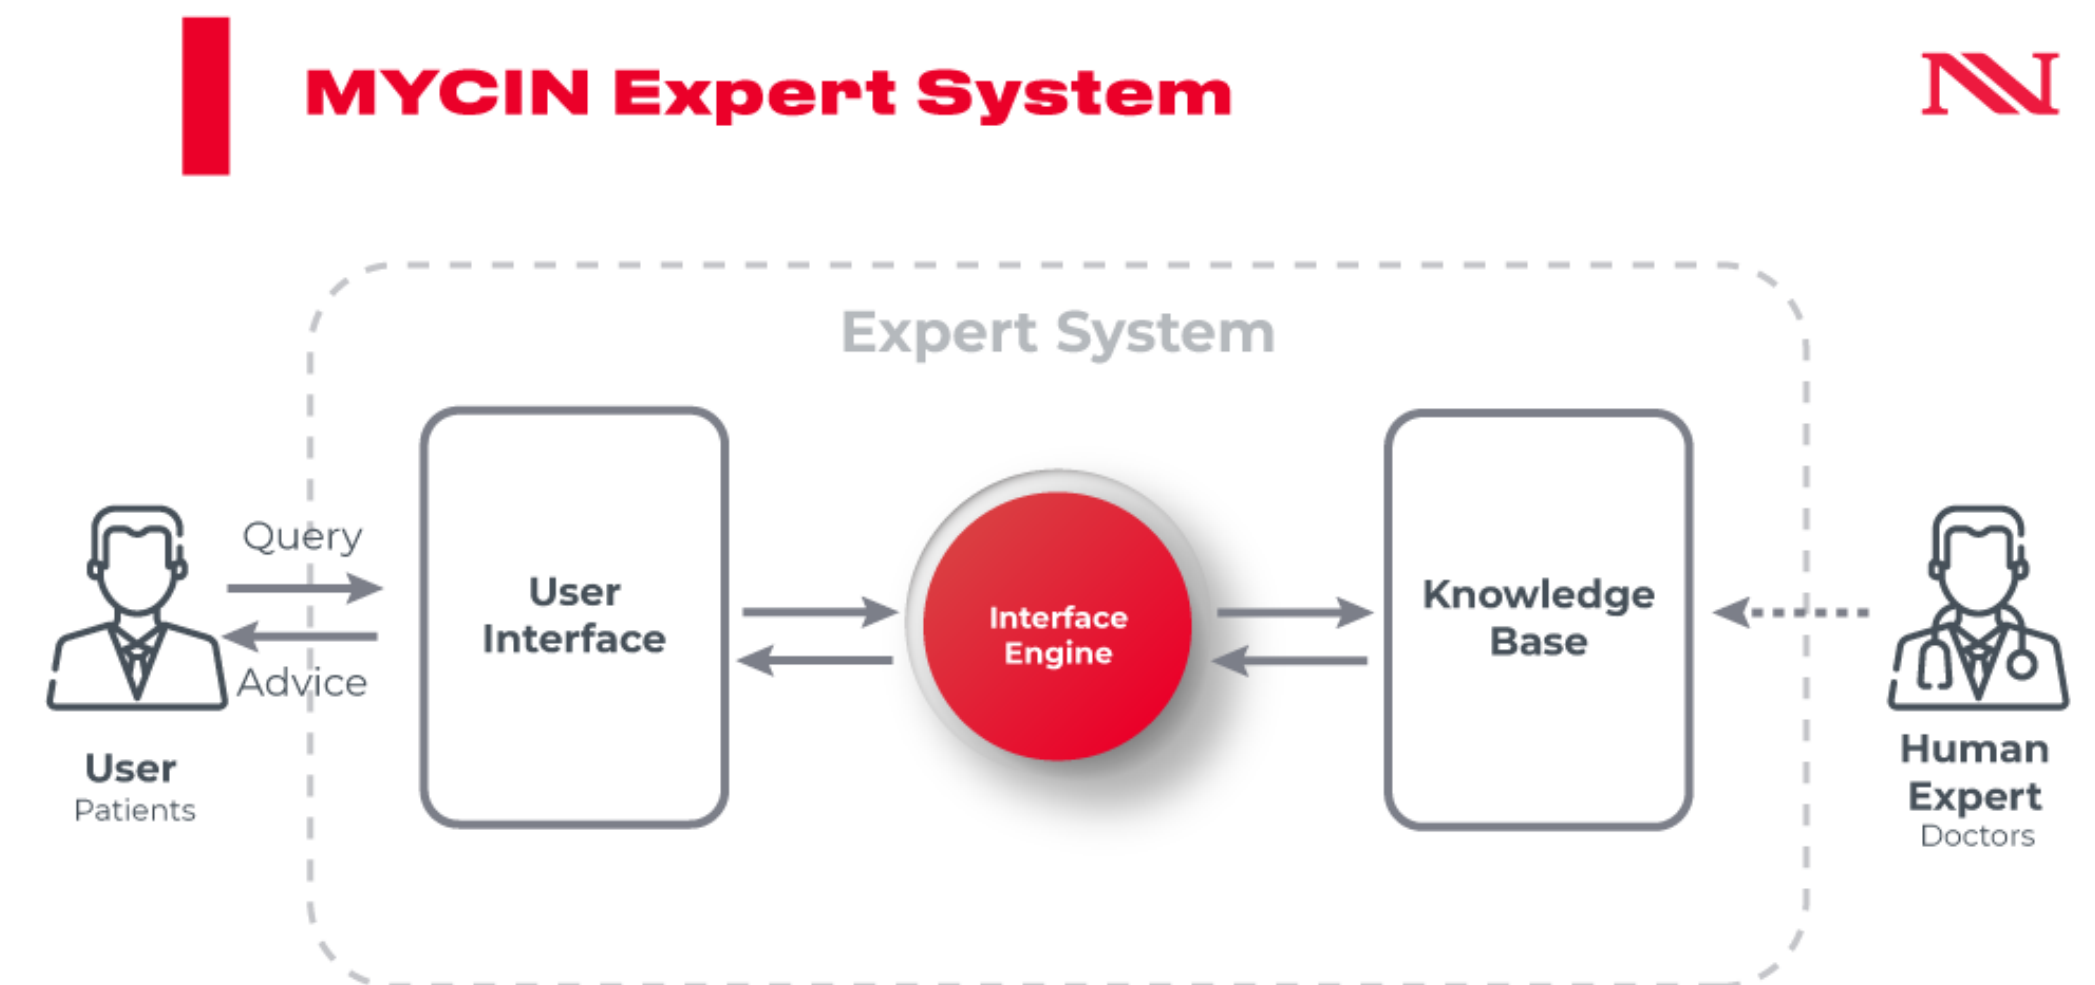 MYCIN Expert System
N
Expert System
Query
Advice
User
Patients
User
Interface
Interface
Engine
Knowledge
Base
Human
Expert
Doctors